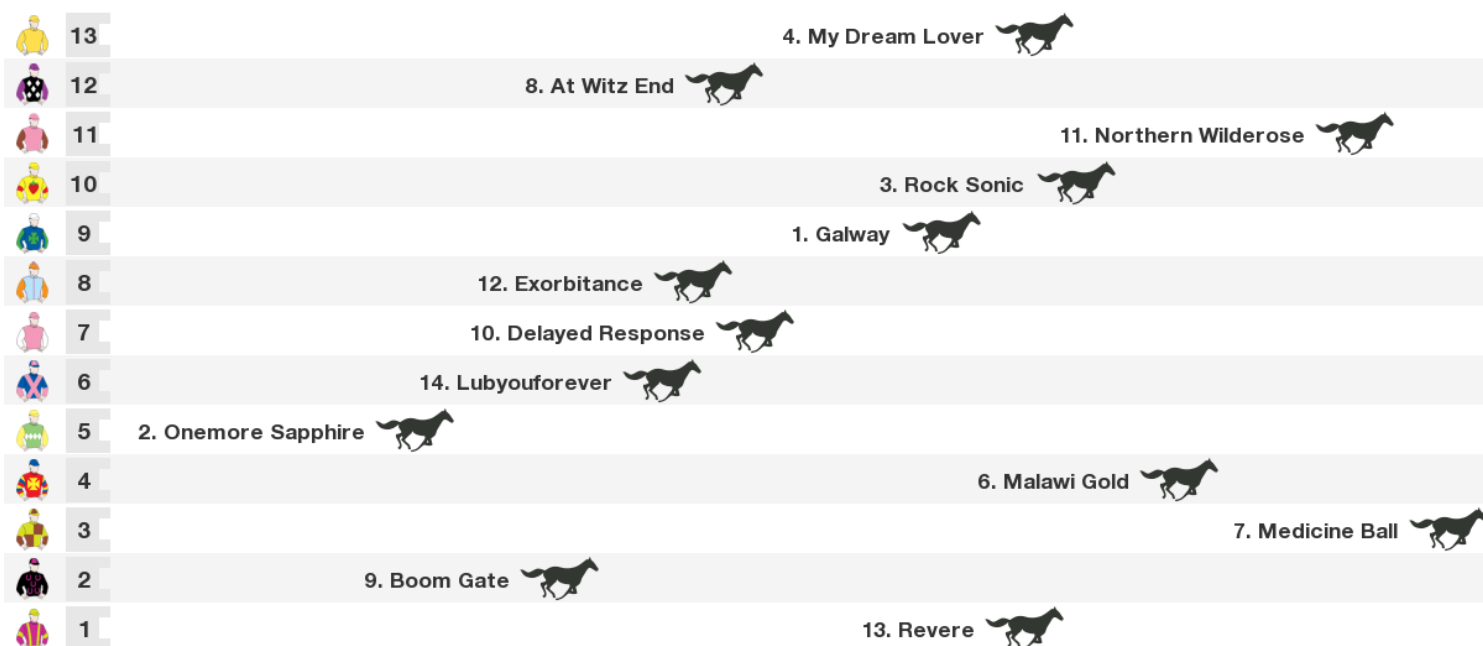 13 4. My Dream Lover
12 8. At Witz End
11 11. Northern Wilderose
10 3. Rock Sonic
9 1. Galway
8 12. Exorbitance
7 10. Delayed Response
6 14. Lubyouforever
5 2. Onemore Sapphire
4 6. Malawi Gold
3 7. Medicine Ball
2 9. Boom Gate
1 13. Revere